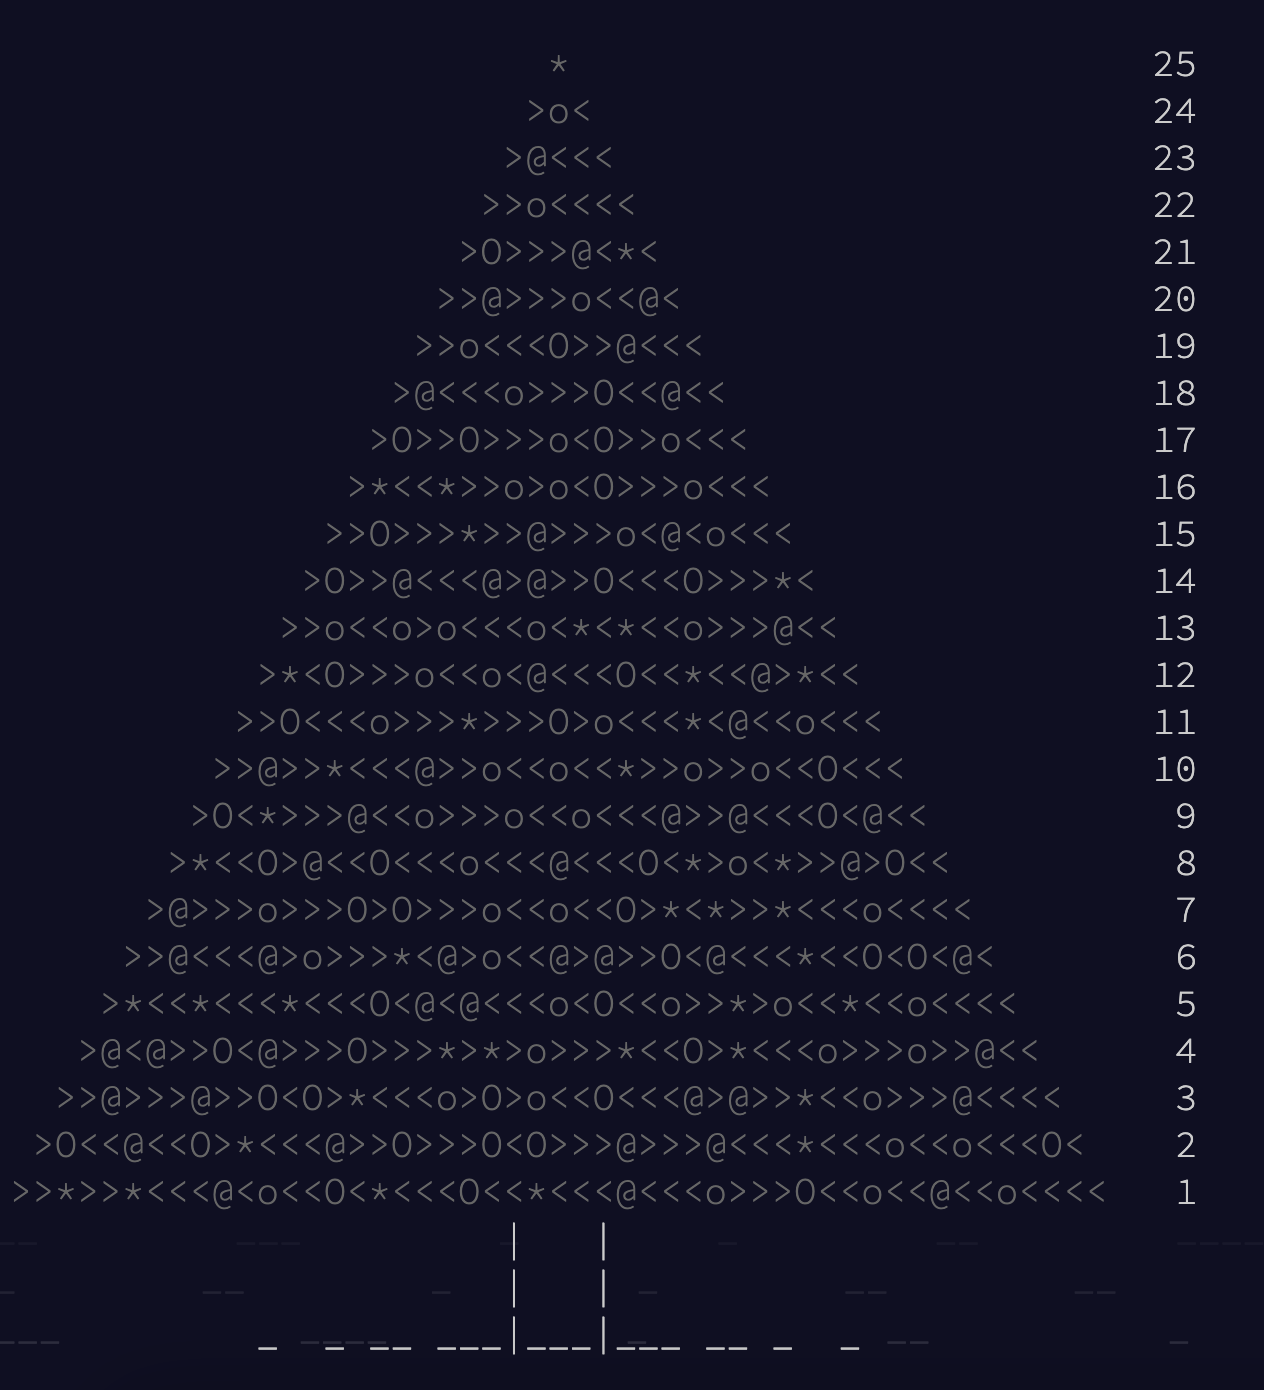 * 25
>o< 24
>@<<< 23
>>o<<<< 22
>O>>>@<*< 21
>>@>>>o<<@< 20
>>o<<<O>>@<<< 19
>@<<<o>>>O<<@<< 18
>O>>O>>>o<O>>o<<< 17
>*<<*>>o>o<O>>>o<<< 16
>>O>>>*>>@>>>o<@<o<<< 15
>O>>@<<<@>@>>O<<<O>>>*< 14
>>o<<o>o<<<o<*<*<<o>>>@<< 13
>*<O>>>o<<o<@<<<O<<*<<@>*<< 12
>>O<<<o>>>*>>>O>o<<<*<@<<o<<< 11
>>@>>*<<<@>>o<<o<<*>>o>>o<<O<<< 10
>O<*>>>@<<o>>>o<<o<<<@>>@<<<O<@<< 9
>*<<O>@<<O<<<o<<<@<<<O<*>o<*>>@>O<< 8
>@>>>o>>>O>O>>>o<<o<<O>*<*>>*<<<o<<<< 7
>>@<<<@>o>>>*<@>o<<@>@>>O<@<<<*<<O<O<@< 6
>*<<*<<<*<<<O<@<@<<<o<O<<o>>*>o<<*<<o<<<< 5
>@<@>>O<@>>>O>>>*>*>o>>>*<<O>*<<<o>>>o>>@<< 4
>>@>>>@>>O<O>*<<<o>O>o<<O<<<@>@>>*<<o>>>@<<<< 3
>O<<@<<O>*<<<@>>O>>>O<O>>>@>>>@<<<*<<<o<<o<<<O< 2
>>*>>*<<<@<o<<O<*<<<O<<*<<<@<<<o>>>O<<o<<@<<o<<<< 1
|   |
|   |
_  _ __ ___|___|___ __ _  _